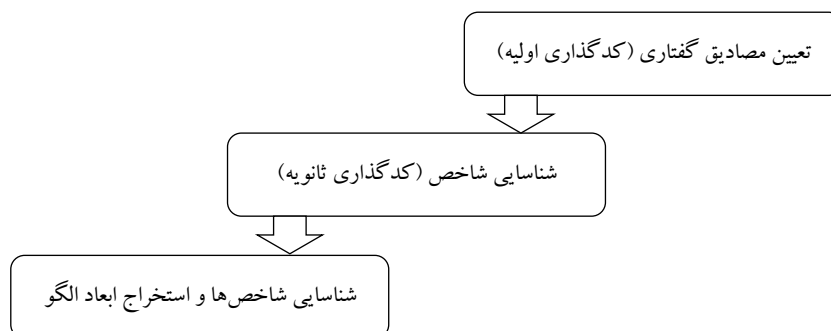 تعیین مصادیق گفتاری (کدگذاری اولیه)
شناسایی شاخص (کدگذاری ثانویه)
شناسایی شاخص‌ها و استخراج ابعاد الگو